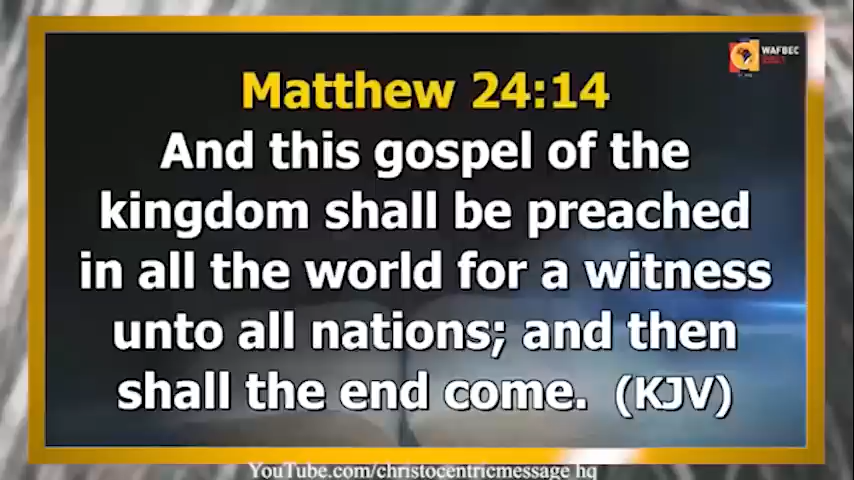 WAFBEC
Matthew 24:14
And this gospel of the
kingdom shall be preached
in all the world for a witness
unto all nations; and then
shall the end come. (KJV)
YouTube.com/christocentricmessage hq